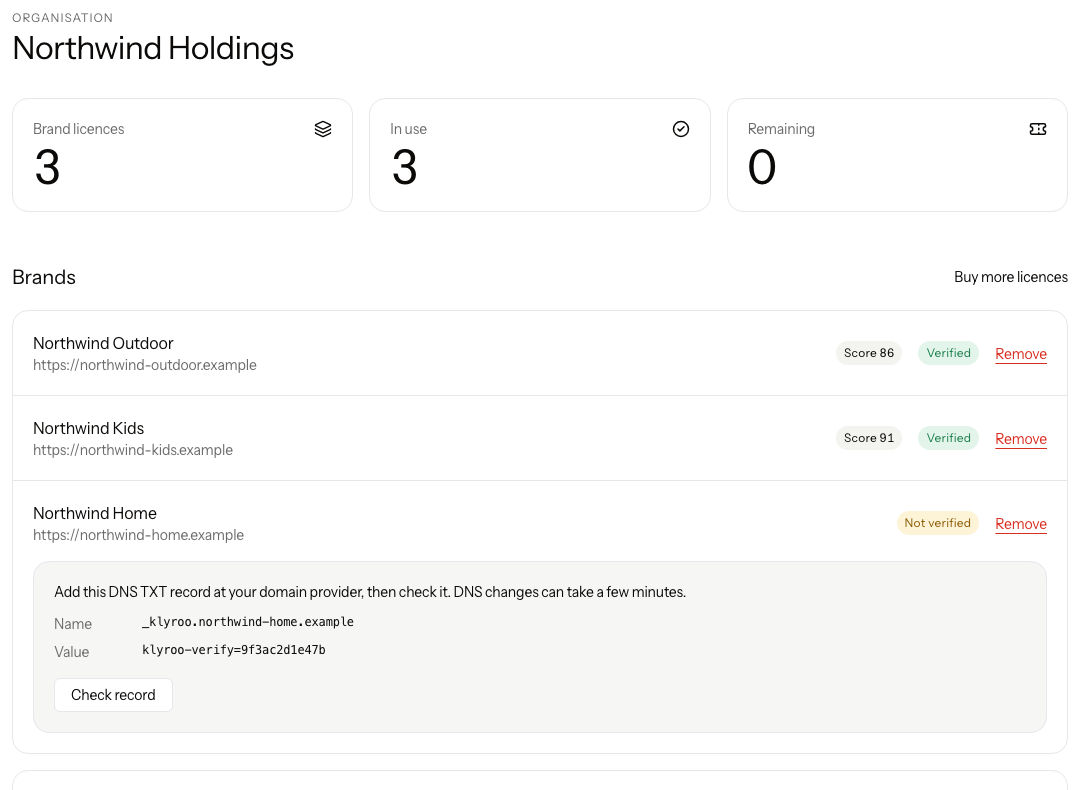 ORGANISATION
Northwind Holdings
Brand licences
3
In use
3
Remaining
0
Brands
Buy more licences
Northwind Outdoor
https://northwind-outdoor.example
Score 86
Verified
Remove
Northwind Kids
https://northwind-kids.example
Score 91
Verified
Remove
Northwind Home
https://northwind-home.example
Not verified
Remove
Add this DNS TXT record at your domain provider, then check it. DNS changes can take a few minutes.
Name _klyroo.northwind-home.example
Value klyroo-verify=9f3ac2d1e47b
Check record